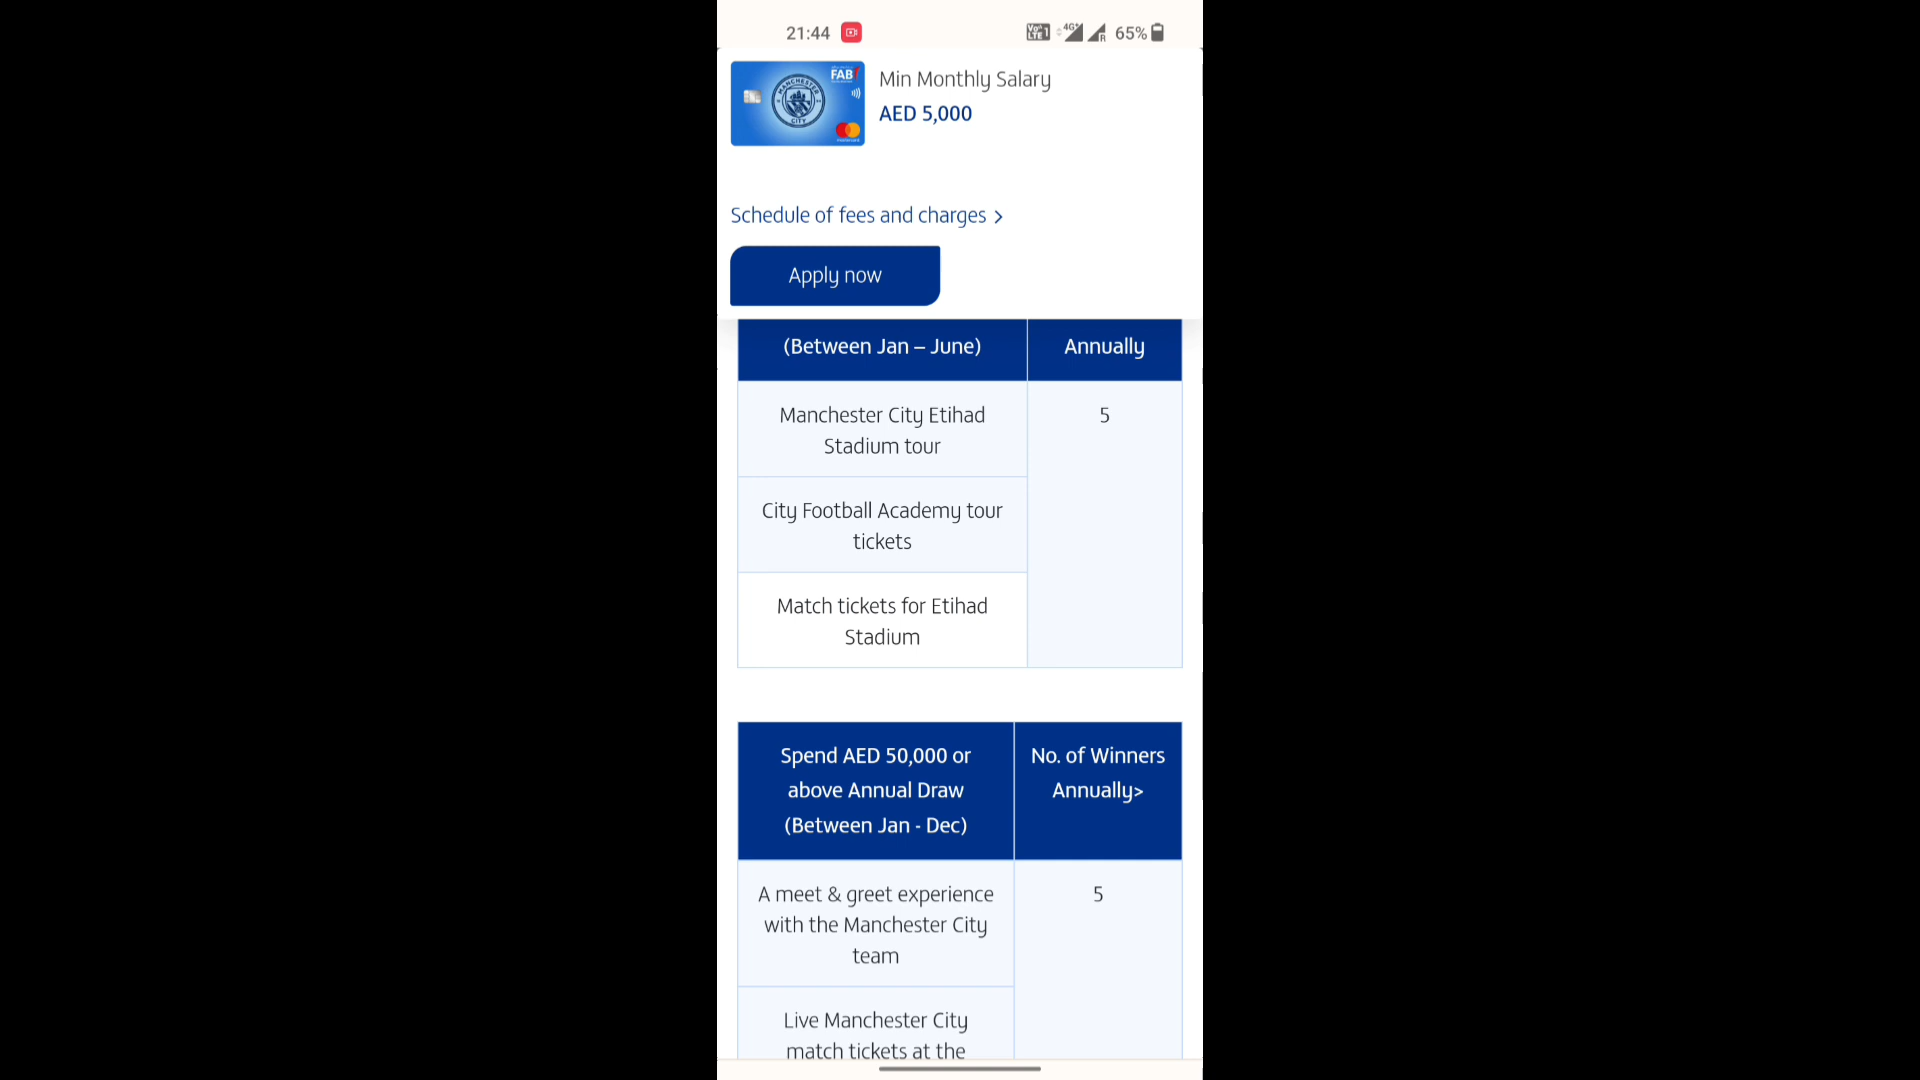 21:44
4G+
R
65%
FAB
MANCHESTER
CITY
Min Monthly Salary
AED 5,000
Schedule of fees and charges >
Apply now
(Between Jan – June)
Annually
Manchester City Etihad
Stadium tour
5
City Football Academy tour
tickets
Match tickets for Etihad
Stadium
Spend AED 50,000 or
above Annual Draw
(Between Jan - Dec)
No. of Winners
Annually>
A meet & greet experience
with the Manchester City
team
5
Live Manchester City
match tickets at the